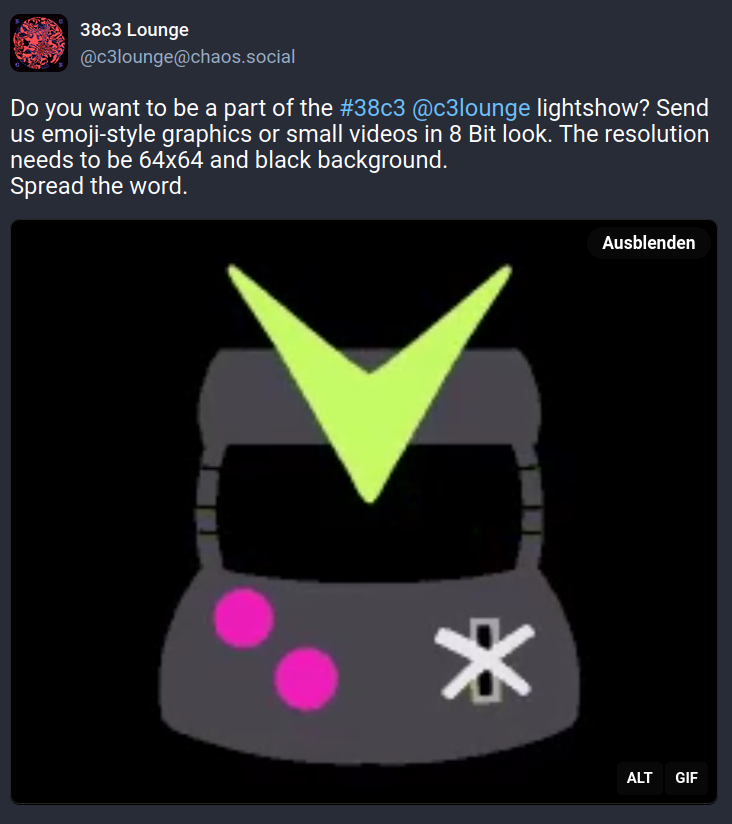 38c3 Lounge
@c3lounge@chaos.social
Do you want to be a part of the #38c3 @c3lounge lightshow? Send
us emoji-style graphics or small videos in 8 Bit look. The resolution
needs to be 64x64 and black background.
Spread the word.
Ausblenden
ALT GIF